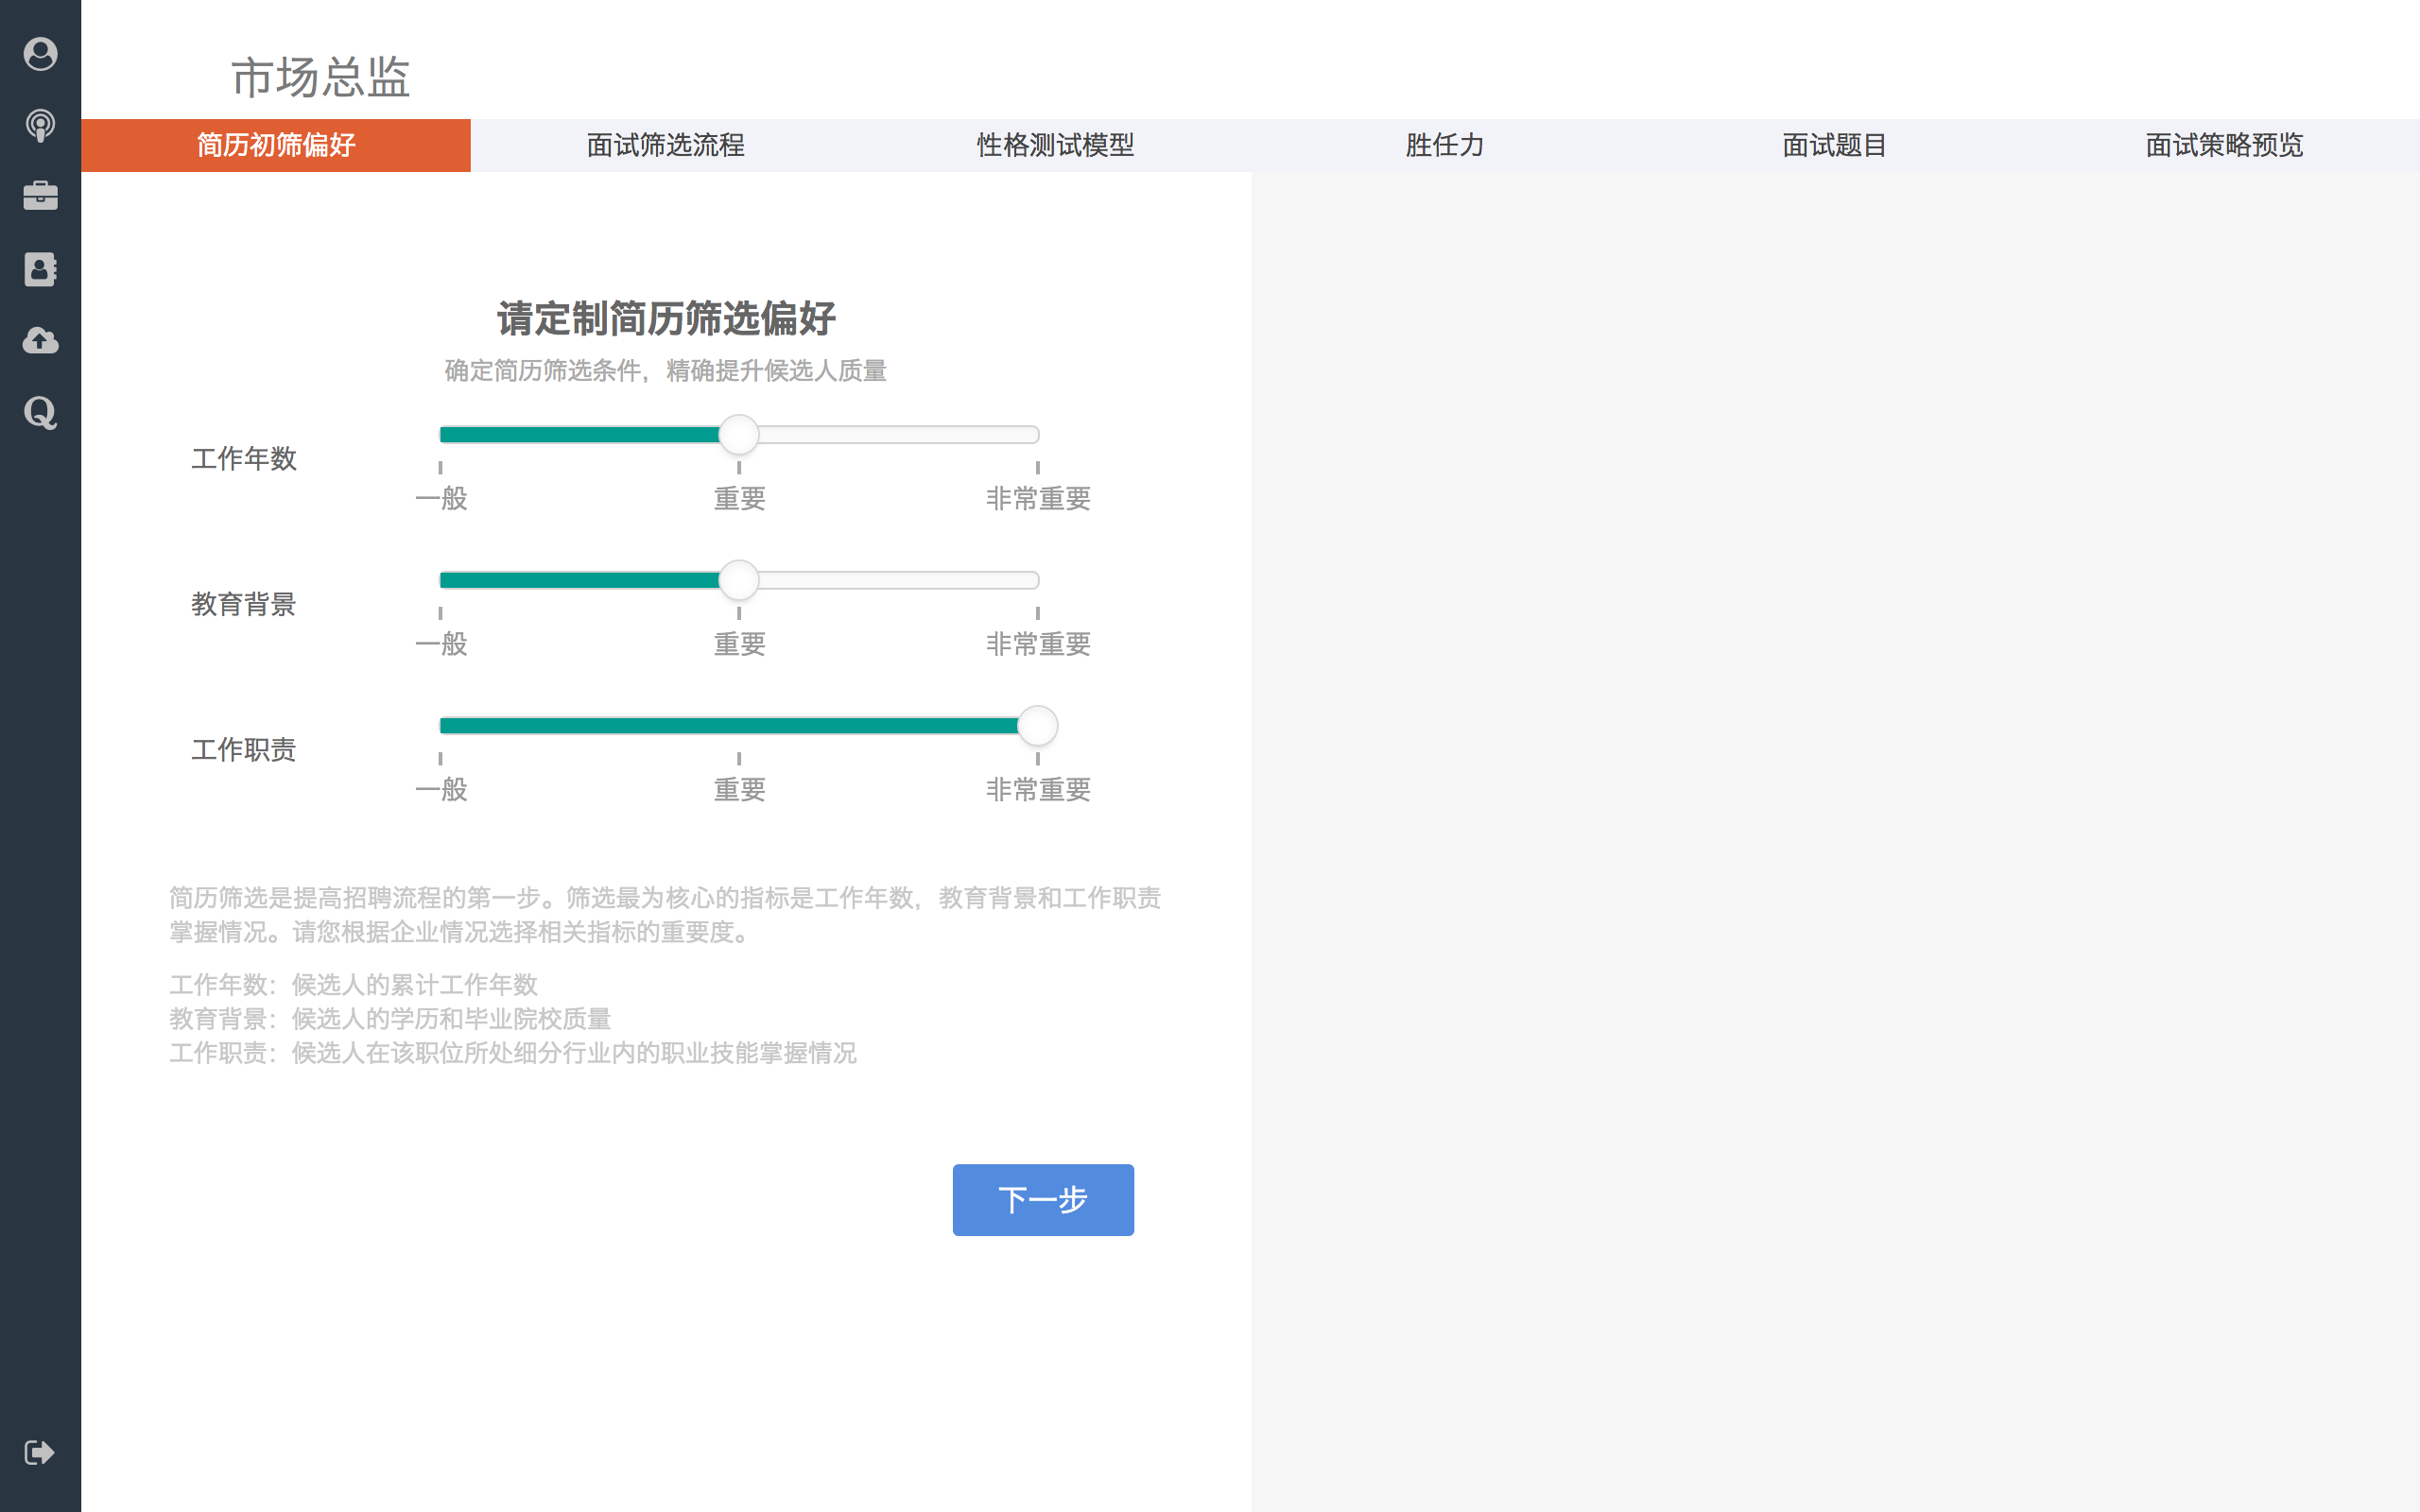 市场总监
简历初筛偏好 面试筛选流程 性格测试模型 胜任力 面试题目 面试策略预览
请定制简历筛选偏好
确定简历筛选条件，精确提升候选人质量
工作年数
一般 重要 非常重要
教育背景
一般 重要 非常重要
工作职责
一般 重要 非常重要
简历筛选是提高招聘流程的第一步。筛选最为核心的指标是工作年数，教育背景和工作职责
掌握情况。请您根据企业情况选择相关指标的重要度。
工作年数：候选人的累计工作年数
教育背景：候选人的学历和毕业院校质量
工作职责：候选人在该职位所处细分行业内的职业技能掌握情况
下一步